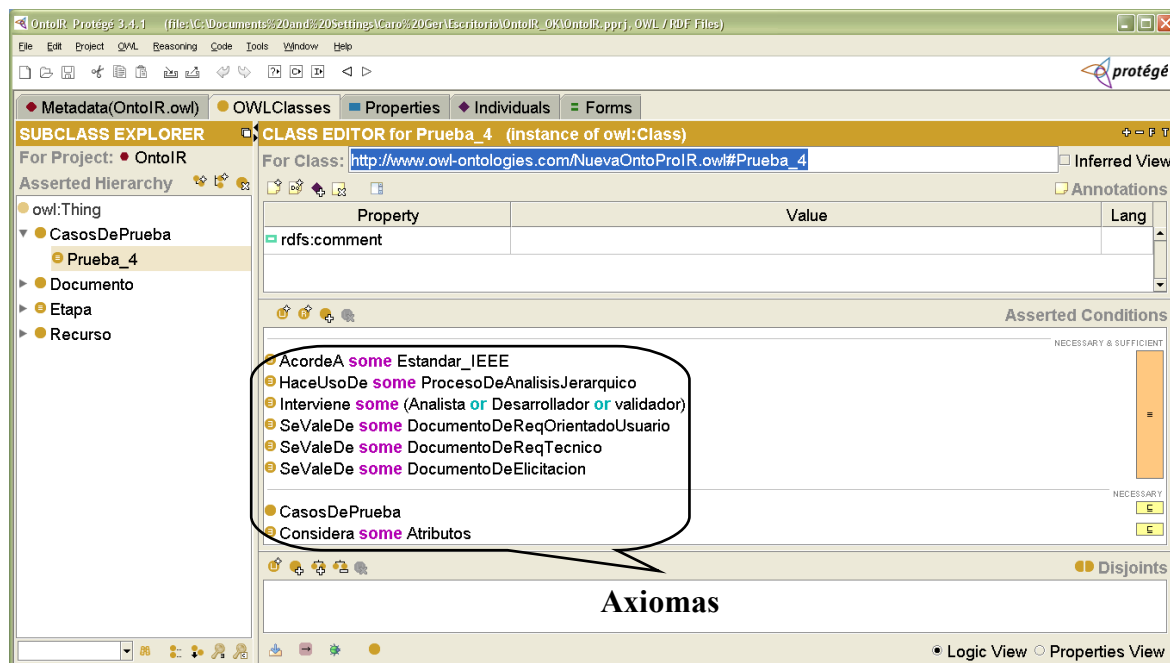 OntoIR Protégé 3.4.1 (file:\C:\Documents%20and%20Settings\Caro%20Ger\Escritorio\OntoIR_OK\OntoIR.pprj, OWL / RDF Files)
File Edit Project OWL Reasoning Code Tools Window Help
protégé
Metadata(OntoIR.owl) OWLClasses Properties Individuals Forms
SUBCLASS EXPLORER
CLASS EDITOR for Prueba_4 (instance of owl:Class)
For Project: OntoIR
For Class: http://www.owl-ontologies.com/NuevaOntoProIR.owl#Prueba_4
Inferred View
Asserted Hierarchy
Annotations
owl:Thing
CasosDePrueba
Prueba_4
Documento
Etapa
Recurso
Property Value Lang
rdfs:comment
Asserted Conditions
NECESSARY & SUFFICIENT
AcordeA some Estandar_IEEE
HaceUsoDe some ProcesoDeAnalisisJerarquico
Interviene some (Analista or Desarrollador or validador)
SeValeDe some DocumentoDeReqOrientadoUsuario
SeValeDe some DocumentoDeReqTecnico
SeValeDe some DocumentoDeElicitacion
NECESSARY
CasosDePrueba
Considera some Atributos
Disjoints
Axiomas
Logic View Properties View